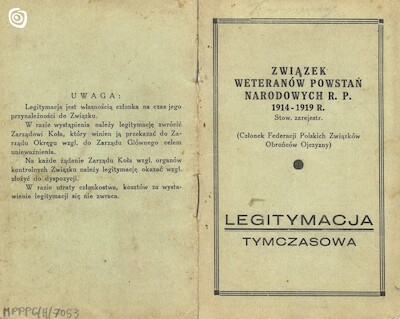 UWAGA:
Legitymacja jest własnością członka na czas jego
przynależności do Związku.
W razie wystąpienia należy legitymację zwrócić
Zarządowi Koła, który winien ją przekazać do Za-
rządu Okręgu wzgl. do Zarządu Głównego celem
unieważnienia.
Na każde żądanie Zarządu Koła wzgl. organów
kontrolnych Związku należy legitymację okazać wzgl.
złożyć do dyspozycji.
W razie utraty członkostwa, kosztów za wysta-
wienie legitymacji się nie zwraca.
MPPPG/H/7053
ZWIĄZEK
WETERANÓW POWSTAŃ
NARODOWYCH R. P.
1914-1919 R.
Stow. zarejestr.
(Członek Federacji Polskich Związków
Obrońców Ojczyzny)
LEGITYMACJA
TYMCZASOWA